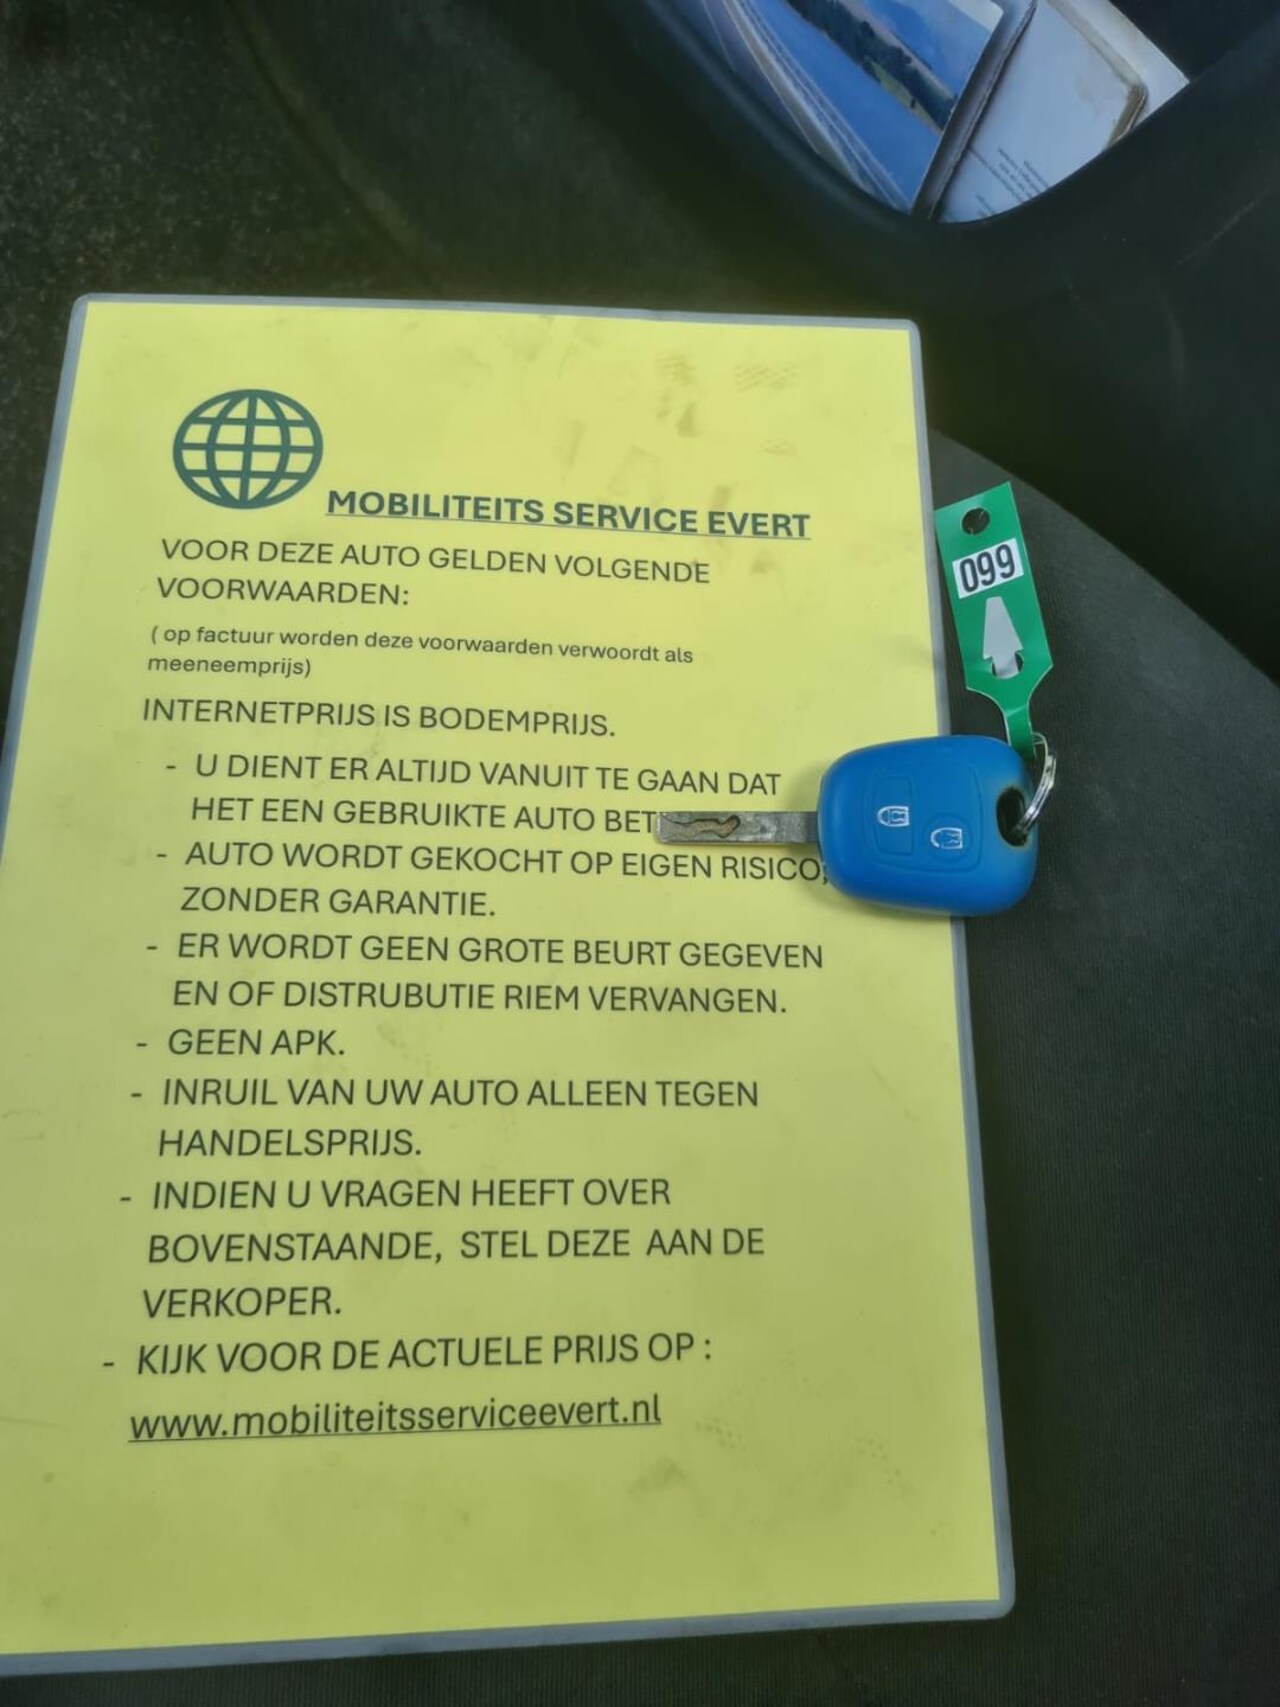 MOBILITEITS SERVICE EVERT
VOOR DEZE AUTO GELDEN VOLGENDE
VOORWAARDEN:
( op factuur worden deze voorwaarden verwoordt als
meeneemprijs)
INTERNETPRIJS IS BODEMPRIJS.
- U DIENT ER ALTIJD VANUIT TE GAAN DAT
HET EEN GEBRUIKTE AUTO BET
- AUTO WORDT GEKOCHT OP EIGEN RISICO,
ZONDER GARANTIE.
- ER WORDT GEEN GROTE BEURT GEGEVEN
EN OF DISTRUBUTIE RIEM VERVANGEN.
- GEEN APK.
- INRUIL VAN UW AUTO ALLEEN TEGEN
HANDELSPRIJS.
- INDIEN U VRAGEN HEEFT OVER
BOVENSTAANDE, STEL DEZE AAN DE
VERKOPER.
- KIJK VOOR DE ACTUELE PRIJS OP :
www.mobiliteitsserviceevert.nl
099